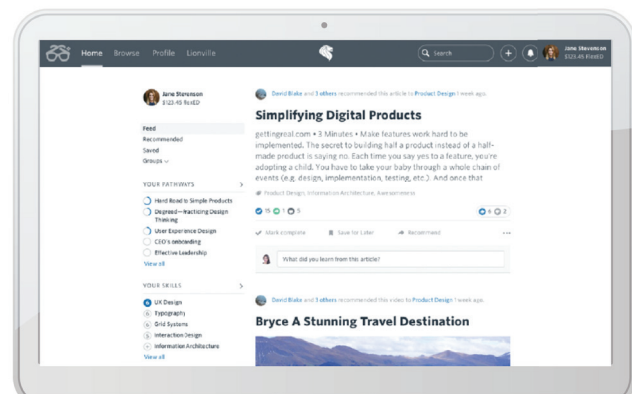 Home Browse Profile Lionville
Search
Jane Stevenson
$123.45 FlexED
Jane Stevenson
$123.45 FlexED
Feed
Recommended
Saved
Groups
YOUR PATHWAYS
Hard Road to Simple Products
Degreed—Practicing Design
Thinking
User Experience Design
CEO's onboarding
Effective Leadership
View all
YOUR SKILLS
UX Design
Typography
Grid Systems
Interaction Design
Information Architecture
View all
David Blake and 3 others recommended this article to Product Design 1 week ago.
Simplifying Digital Products
gettingreal.com • 3 Minutes • Make features work hard to be
implemented. The secret to building half a product instead of a half-
made product is saying no. Each time you say yes to a feature, you're
adopting a child. You have to take your baby through a whole chain of
events (e.g. design, implementation, testing, etc.). And once that
Product Design, Information Architecture, Awesomeness
15 1 5
6 2
Mark complete Save for Later Recommend
What did you learn from this article?
David Blake and 3 others recommended this video to Product Design 1 week ago.
Bryce A Stunning Travel Destination